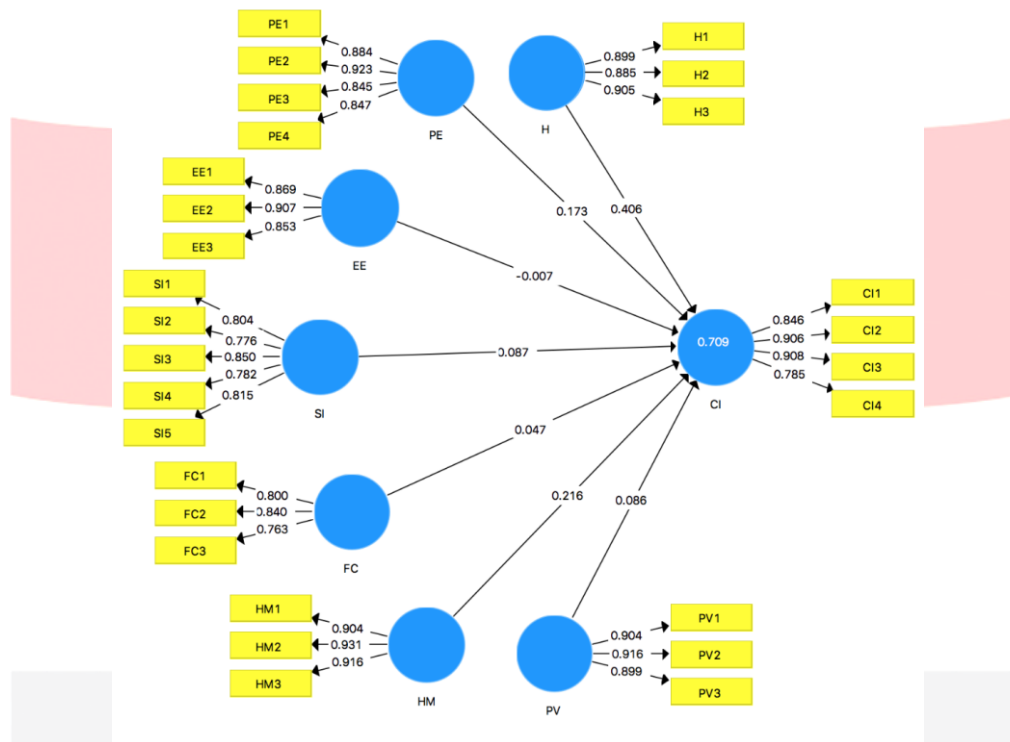 PE1
PE2
PE3
PE4
0.884
0.923
0.845
0.847
PE
H
0.899
0.885
0.905
H1
H2
H3
EE1
EE2
EE3
0.869
0.907
0.853
EE
0.173
0.406
-0.007
SI1
SI2
SI3
SI4
SI5
0.804
0.776
0.850
0.782
0.815
SI
0.087
0.709
CI
0.846
0.906
0.908
0.785
CI1
CI2
CI3
CI4
FC1
FC2
FC3
0.800
0.840
0.763
FC
0.047
0.216
0.086
HM1
HM2
HM3
0.904
0.931
0.916
HM
PV
0.904
0.916
0.899
PV1
PV2
PV3